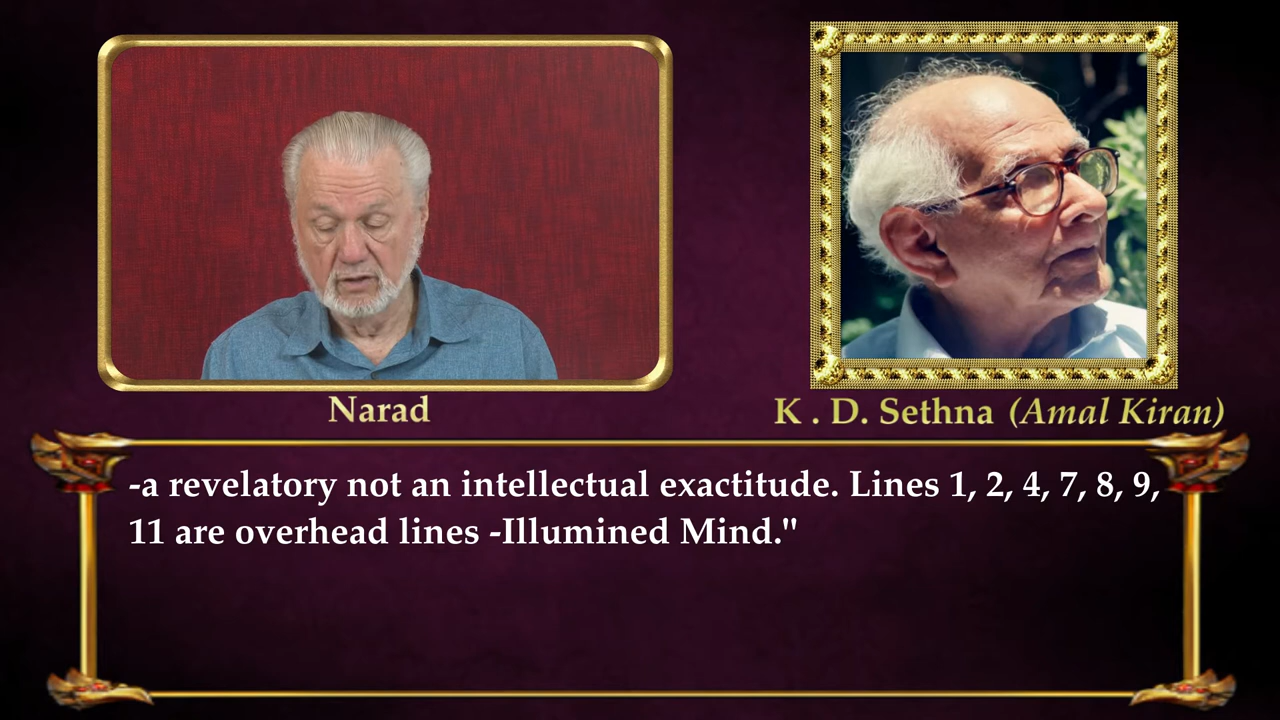 Narad
K . D. Sethna (Amal Kiran)
-a revelatory not an intellectual exactitude. Lines 1, 2, 4, 7, 8, 9,
11 are overhead lines -Illumined Mind."